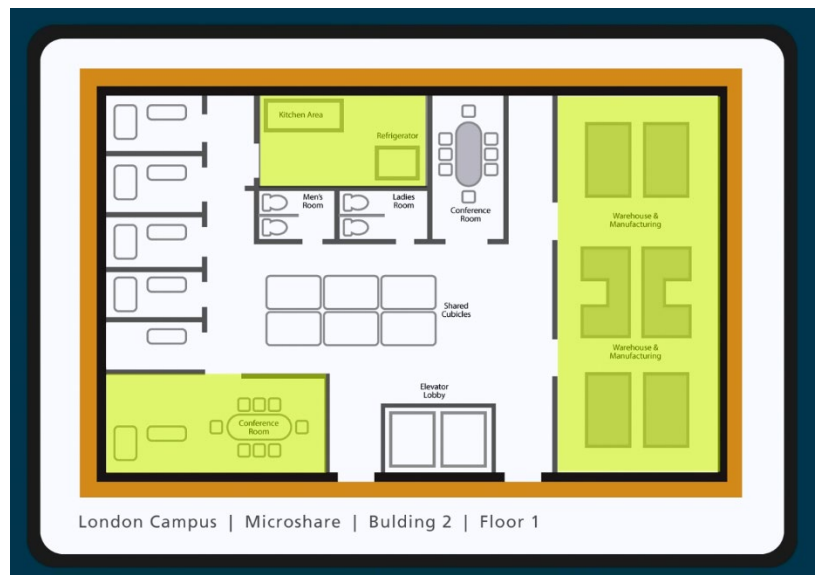 Kitchen Area
Refrigerator
Men's
Room
Ladies
Room
Conference
Room
Warehouse &
Manufacturing
Shared
Cubicles
Warehouse &
Manufacturing
Elevator
Lobby
Conference
Room
London Campus | Microshare | Bulding 2 | Floor 1